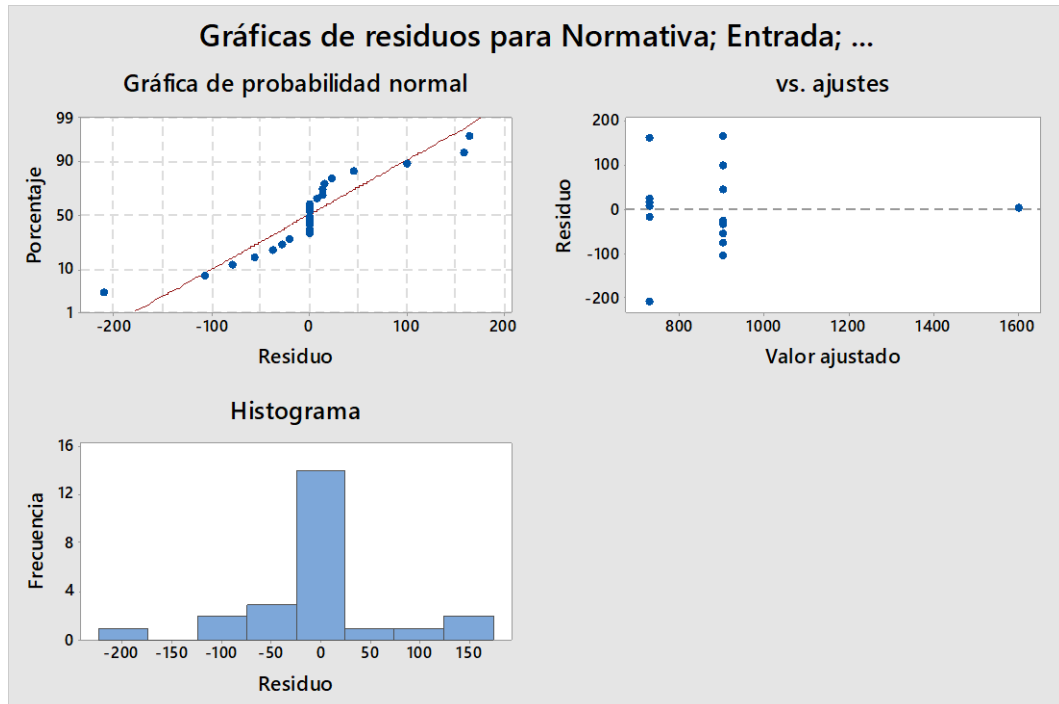 Gráficas de residuos para Normativa; Entrada; ...
Gráfica de probabilidad normal
99
90
50
10
1
Porcentaje
-200 -100 0 100 200
Residuo
vs. ajustes
200
100
0
-100
-200
Residuo
800 1000 1200 1400 1600
Valor ajustado
Histograma
16
12
8
4
0
Frecuencia
-200 -150 -100 -50 0 50 100 150
Residuo